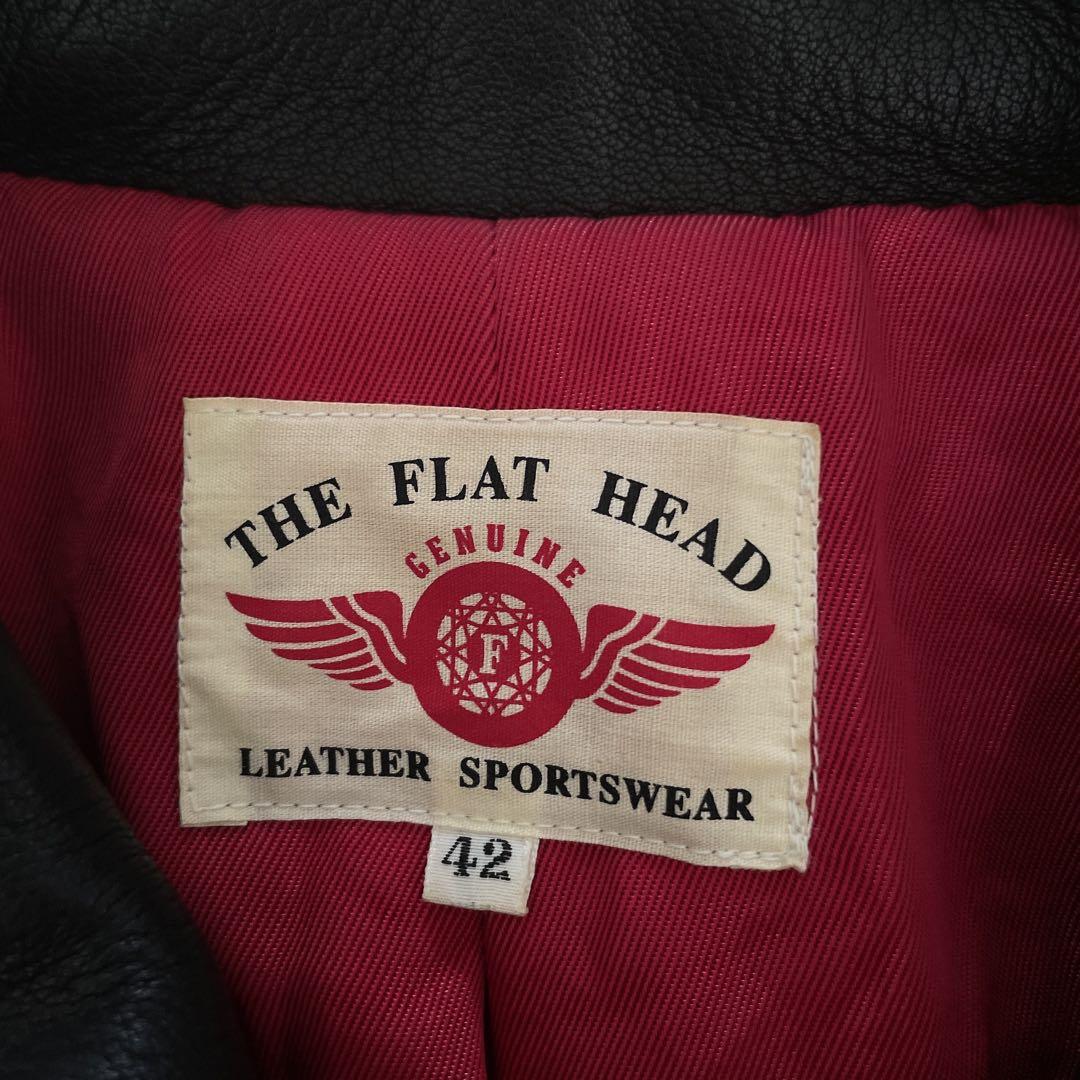 THE FLAT HEAD
GENUINE
F
LEATHER SPORTSWEAR
42